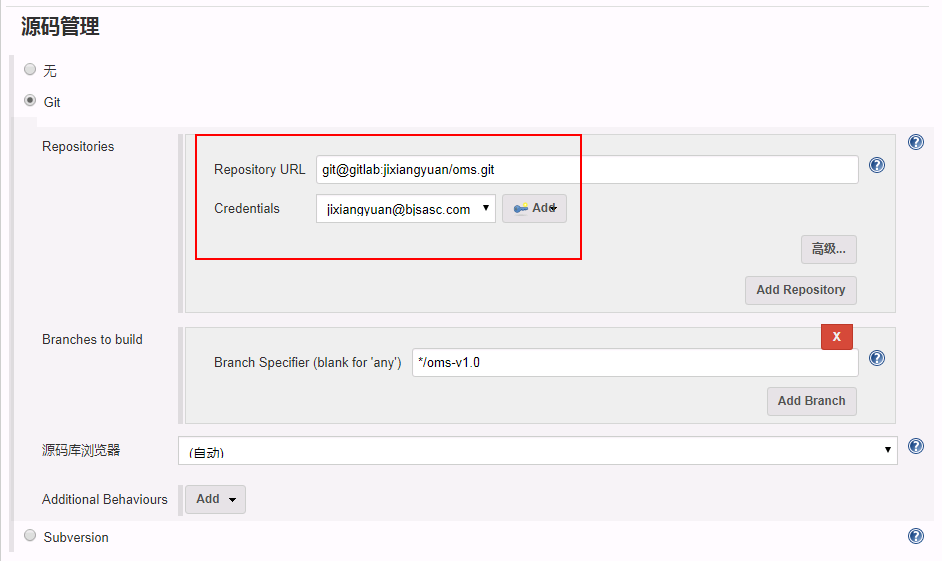 源码管理
无
Git
Repositories
Repository URL git@gitlab:jixiangyuan/oms.git
Credentials jixiangyuan@bjsasc.com Add
高级...
Add Repository
Branches to build
X
Branch Specifier (blank for 'any') */oms-v1.0
Add Branch
源码库浏览器 (自动)
Additional Behaviours Add
Subversion